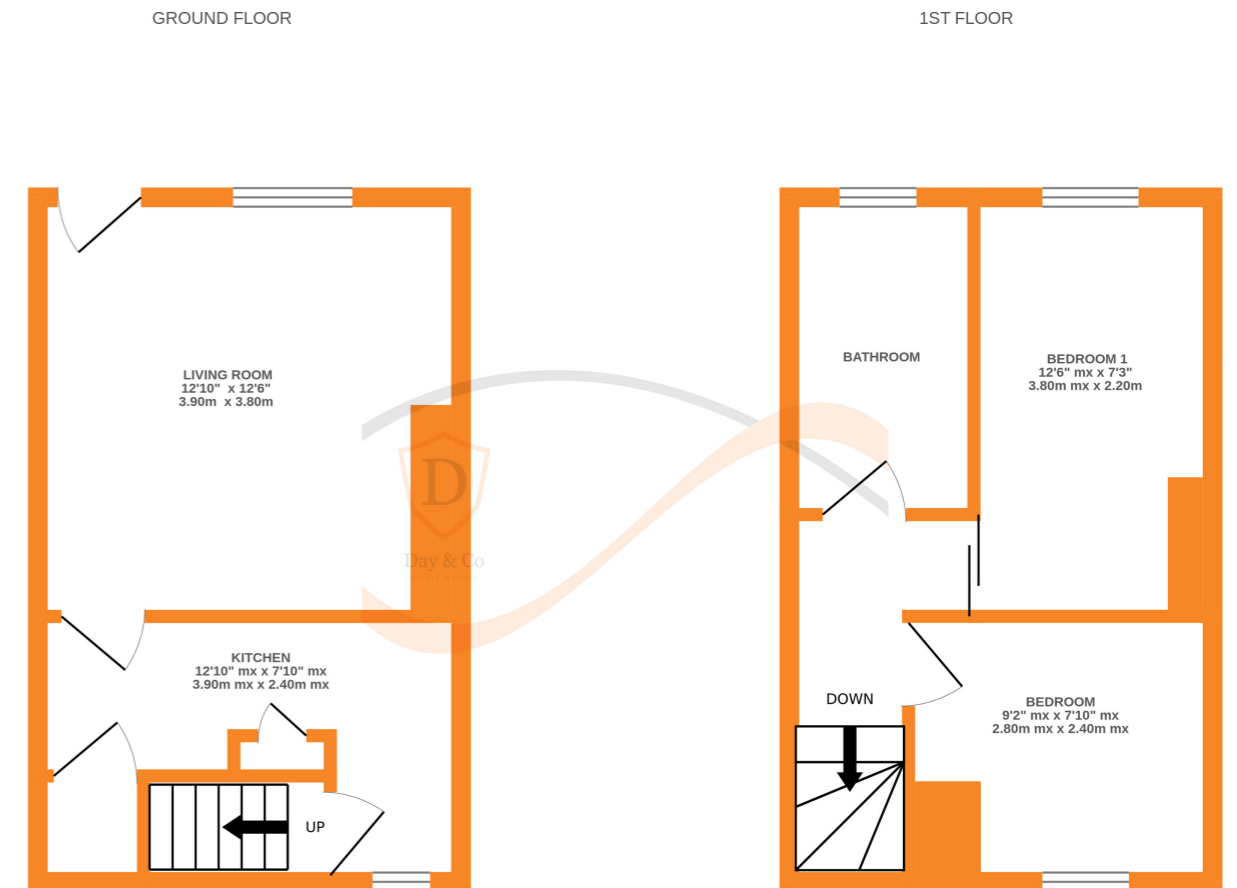 GROUND FLOOR
1ST FLOOR
LIVING ROOM
12'10"  x 12'6"
3.90m  x 3.80m
KITCHEN
12'10" mx x 7'10" mx
3.90m mx x 2.40m mx
UP
BATHROOM
BEDROOM 1
12'6" mx x 7'3"
3.80m mx x 2.20m
DOWN
BEDROOM
9'2" mx x 7'10" mx
2.80m mx x 2.40m mx
D
Day & Co